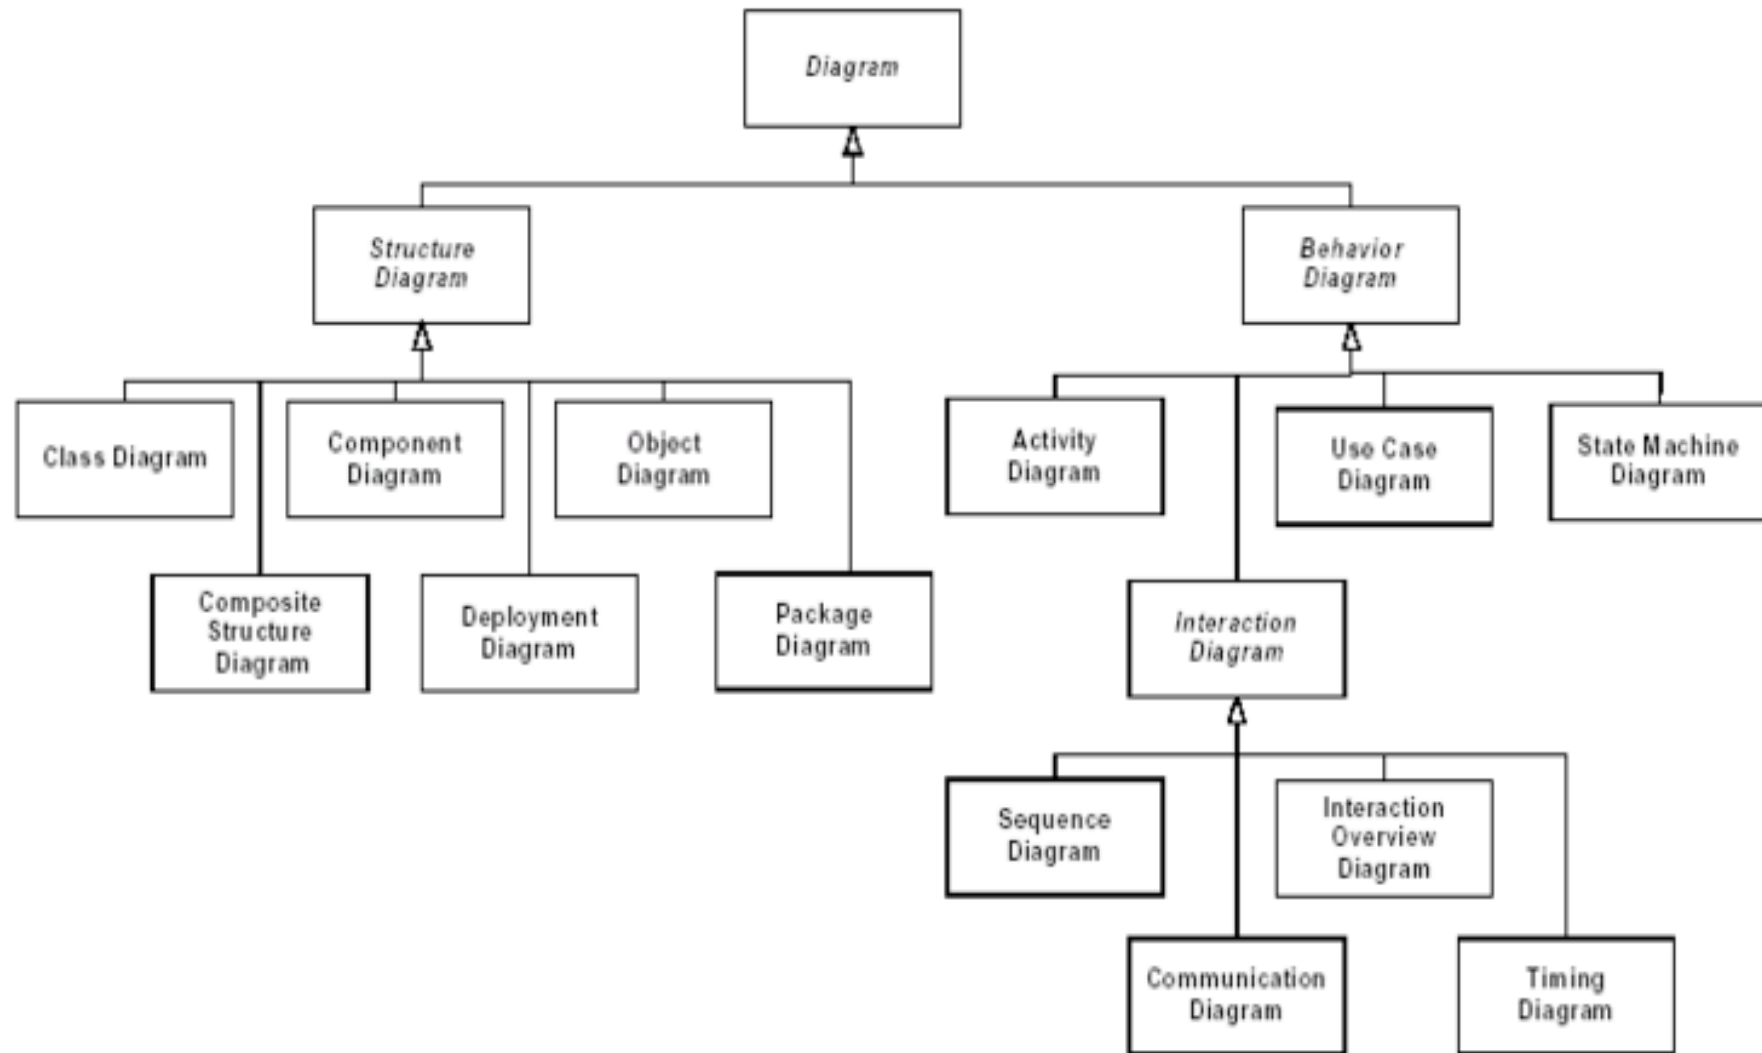 Diagram
Structure
Diagram
Behavior
Diagram
Class Diagram
Component
Diagram
Object
Diagram
Activity
Diagram
Use Case
Diagram
State Machine
Diagram
Composite
Structure
Diagram
Deployment
Diagram
Package
Diagram
Interaction
Diagram
Sequence
Diagram
Interaction
Overview
Diagram
Communication
Diagram
Timing
Diagram